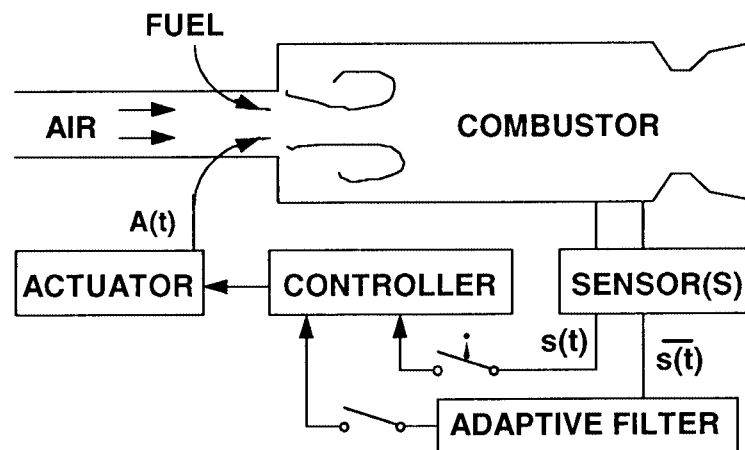 FUEL
AIR
COMBUSTOR
A(t)
ACTUATOR
CONTROLLER
SENSOR(S)
s(t)
s(t)
ADAPTIVE FILTER